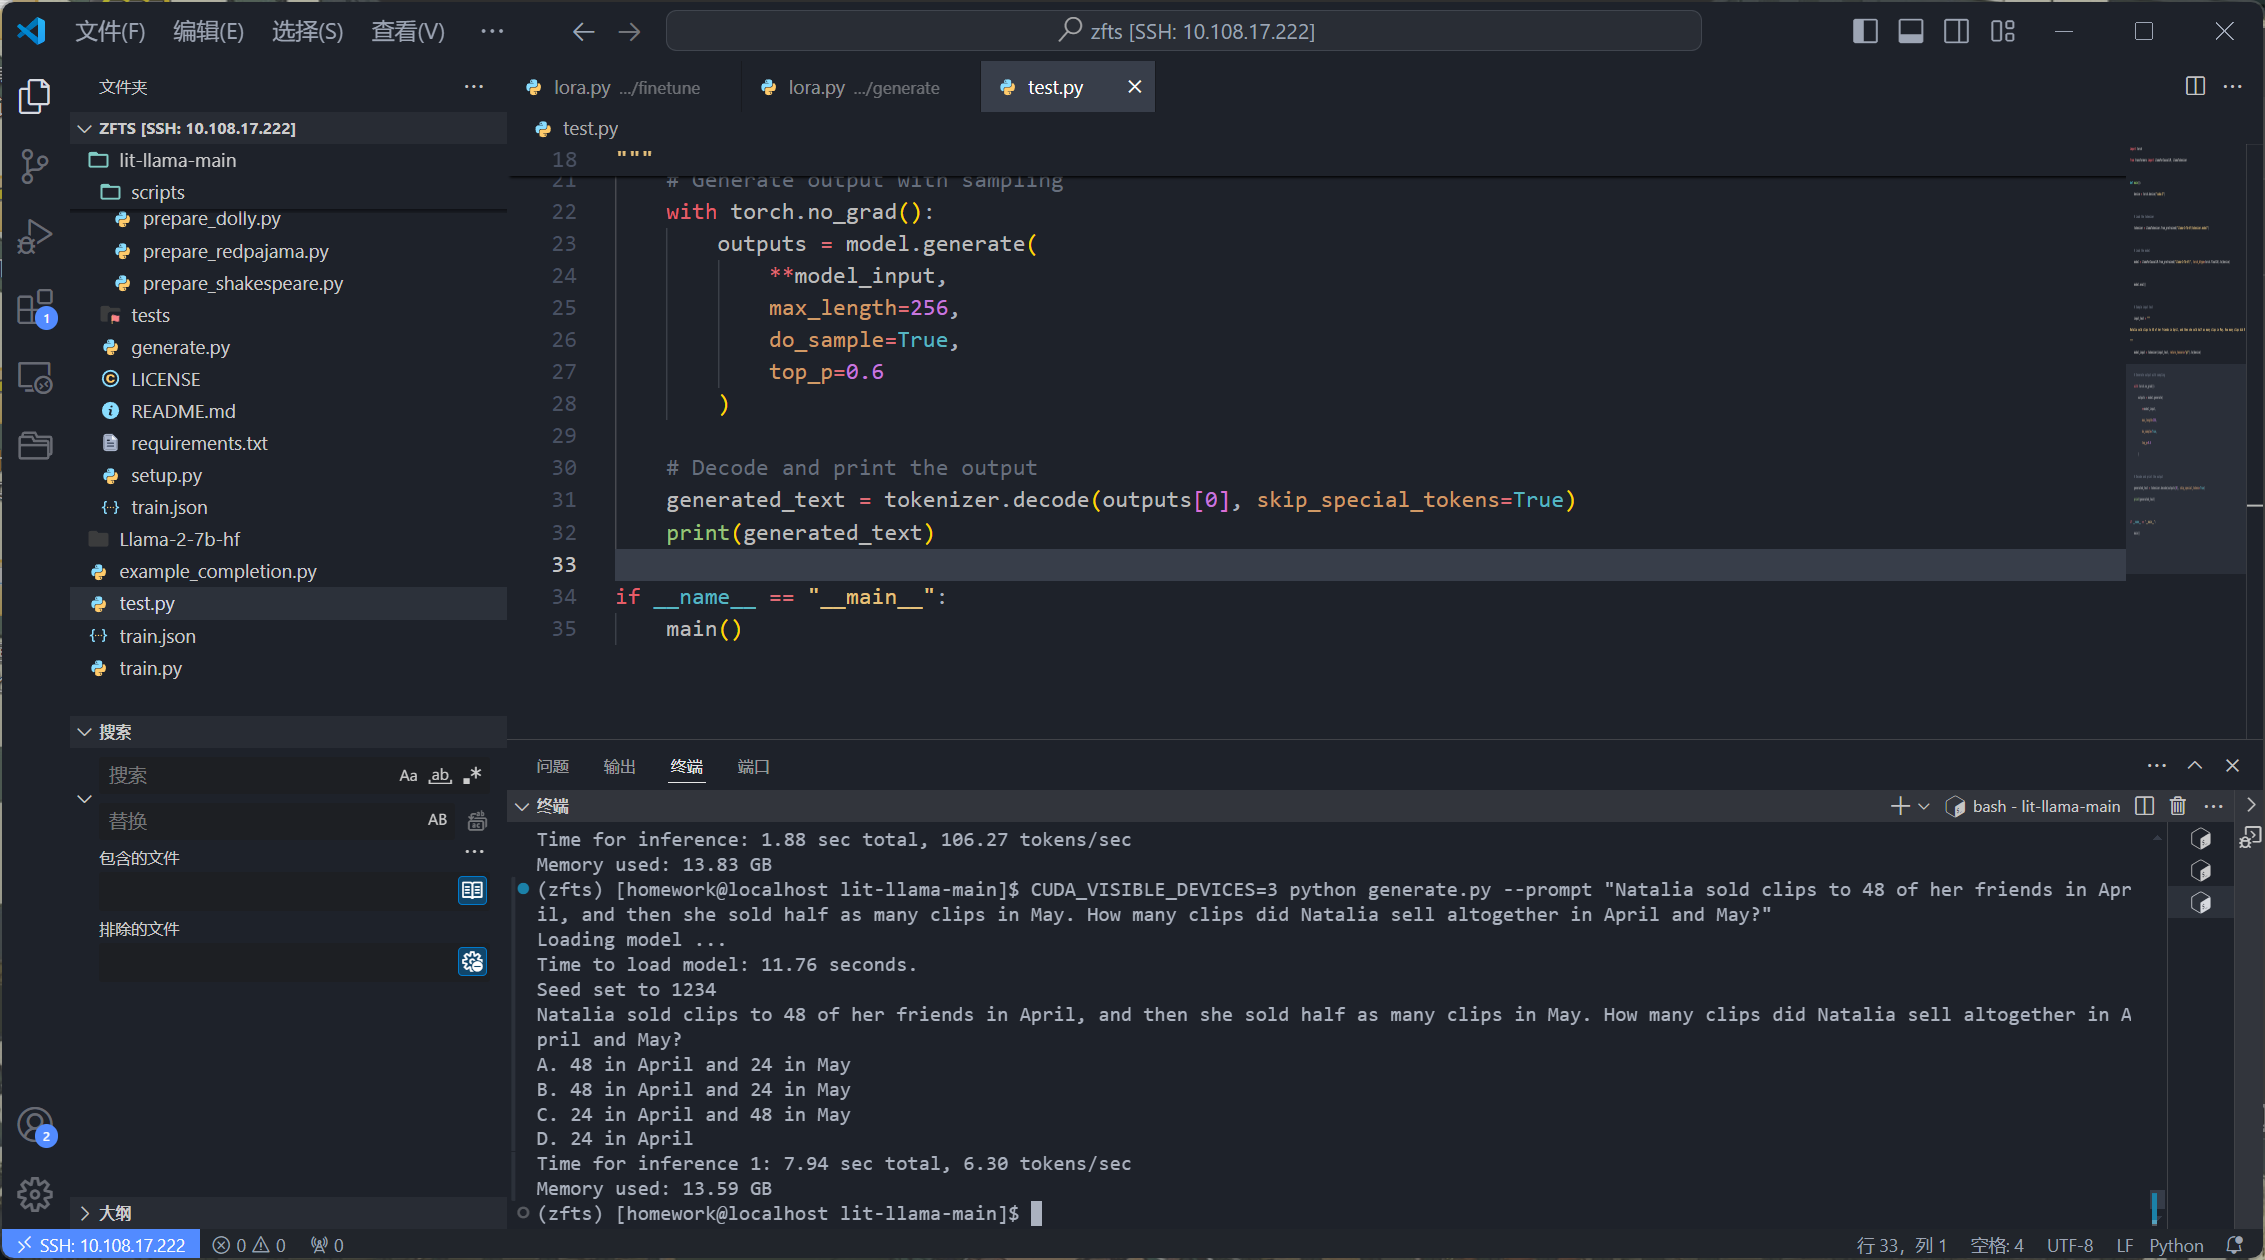 文件(F) 编辑(E) 选择(S) 查看(V) ··· zfts [SSH: 10.108.17.222]
文件夹 ···
ZFTS [SSH: 10.108.17.222]
lit-llama-main
scripts
prepare_dolly.py
prepare_redpajama.py
prepare_shakespeare.py
tests
generate.py
LICENSE
README.md
requirements.txt
setup.py
train.json
Llama-2-7b-hf
example_completion.py
test.py
train.json
train.py
搜索
搜索 Aa ab .*
替换 AB
包含的文件
排除的文件
大纲
1
2
lora.py .../finetune lora.py .../generate test.py
test.py
18 """
21 # Generate output with sampling
22 with torch.no_grad():
23 outputs = model.generate(
24 **model_input,
25 max_length=256,
26 do_sample=True,
27 top_p=0.6
28 )
29
30 # Decode and print the output
31 generated_text = tokenizer.decode(outputs[0], skip_special_tokens=True)
32 print(generated_text)
33
34 if __name__ == "__main__":
35 main()
问题 输出 终端 端口
终端 bash - lit-llama-main
Time for inference: 1.88 sec total, 106.27 tokens/sec
Memory used: 13.83 GB
(zfts) [homework@localhost lit-llama-main]$ CUDA_VISIBLE_DEVICES=3 python generate.py --prompt "Natalia sold clips to 48 of her friends in Apr
il, and then she sold half as many clips in May. How many clips did Natalia sell altogether in April and May?"
Loading model ...
Time to load model: 11.76 seconds.
Seed set to 1234
Natalia sold clips to 48 of her friends in April, and then she sold half as many clips in May. How many clips did Natalia sell altogether in A
pril and May?
A. 48 in April and 24 in May
B. 48 in April and 24 in May
C. 24 in April and 48 in May
D. 24 in April
Time for inference 1: 7.94 sec total, 6.30 tokens/sec
Memory used: 13.59 GB
(zfts) [homework@localhost lit-llama-main]$
SSH: 10.108.17.222 0 0 0 行 33，列 1 空格: 4 UTF-8 LF Python